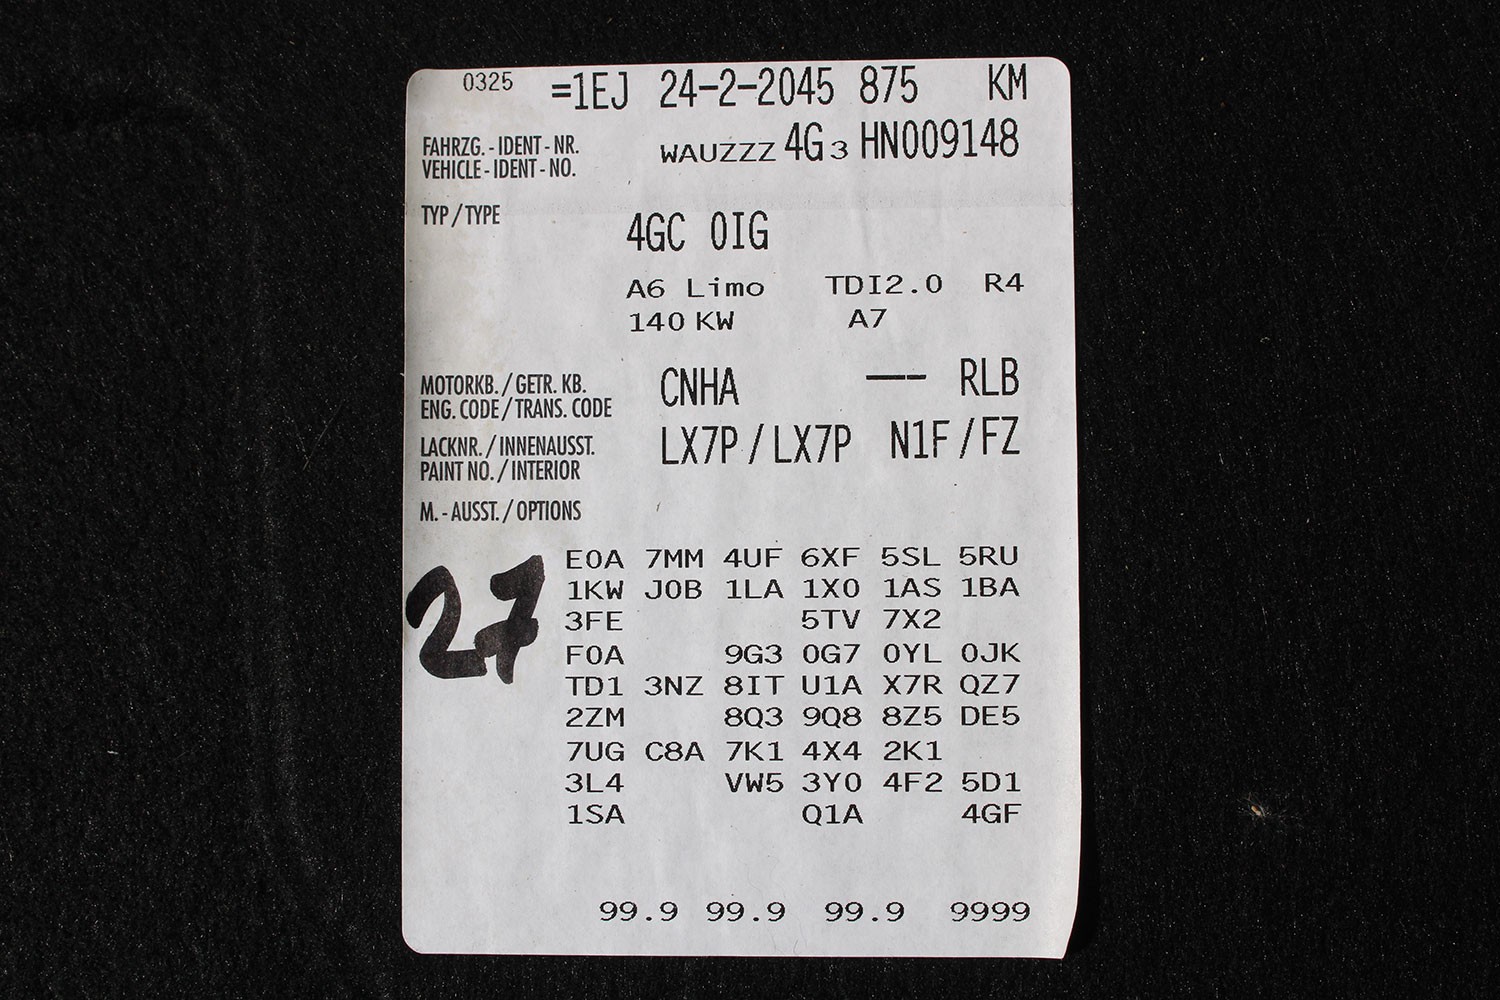 0325 =1EJ 24-2-2045 875 KM
FAHRZG.-IDENT-NR.
VEHICLE-IDENT-NO. WAUZZZ 4G3 HN009148
TYP/TYPE
4GC 0IG
A6 Limo TDI2.0 R4
140 KW A7
MOTORKB./GETR. KB.
ENG. CODE/TRANS. CODE CNHA --- RLB
LACKNR./INNENAUSST.
PAINT NO./INTERIOR LX7P/LX7P N1F/FZ
M.-AUSST./OPTIONS
27
E0A 7MM 4UF 6XF 5SL 5RU
1KW J0B 1LA 1X0 1AS 1BA
3FE 5TV 7X2
F0A 9G3 0G7 0YL 0JK
TD1 3NZ 8IT U1A X7R QZ7
2ZM 8Q3 9Q8 8Z5 DE5
7UG C8A 7K1 4X4 2K1
3L4 VW5 3Y0 4F2 5D1
1SA Q1A 4GF
99.9 99.9 99.9 9999